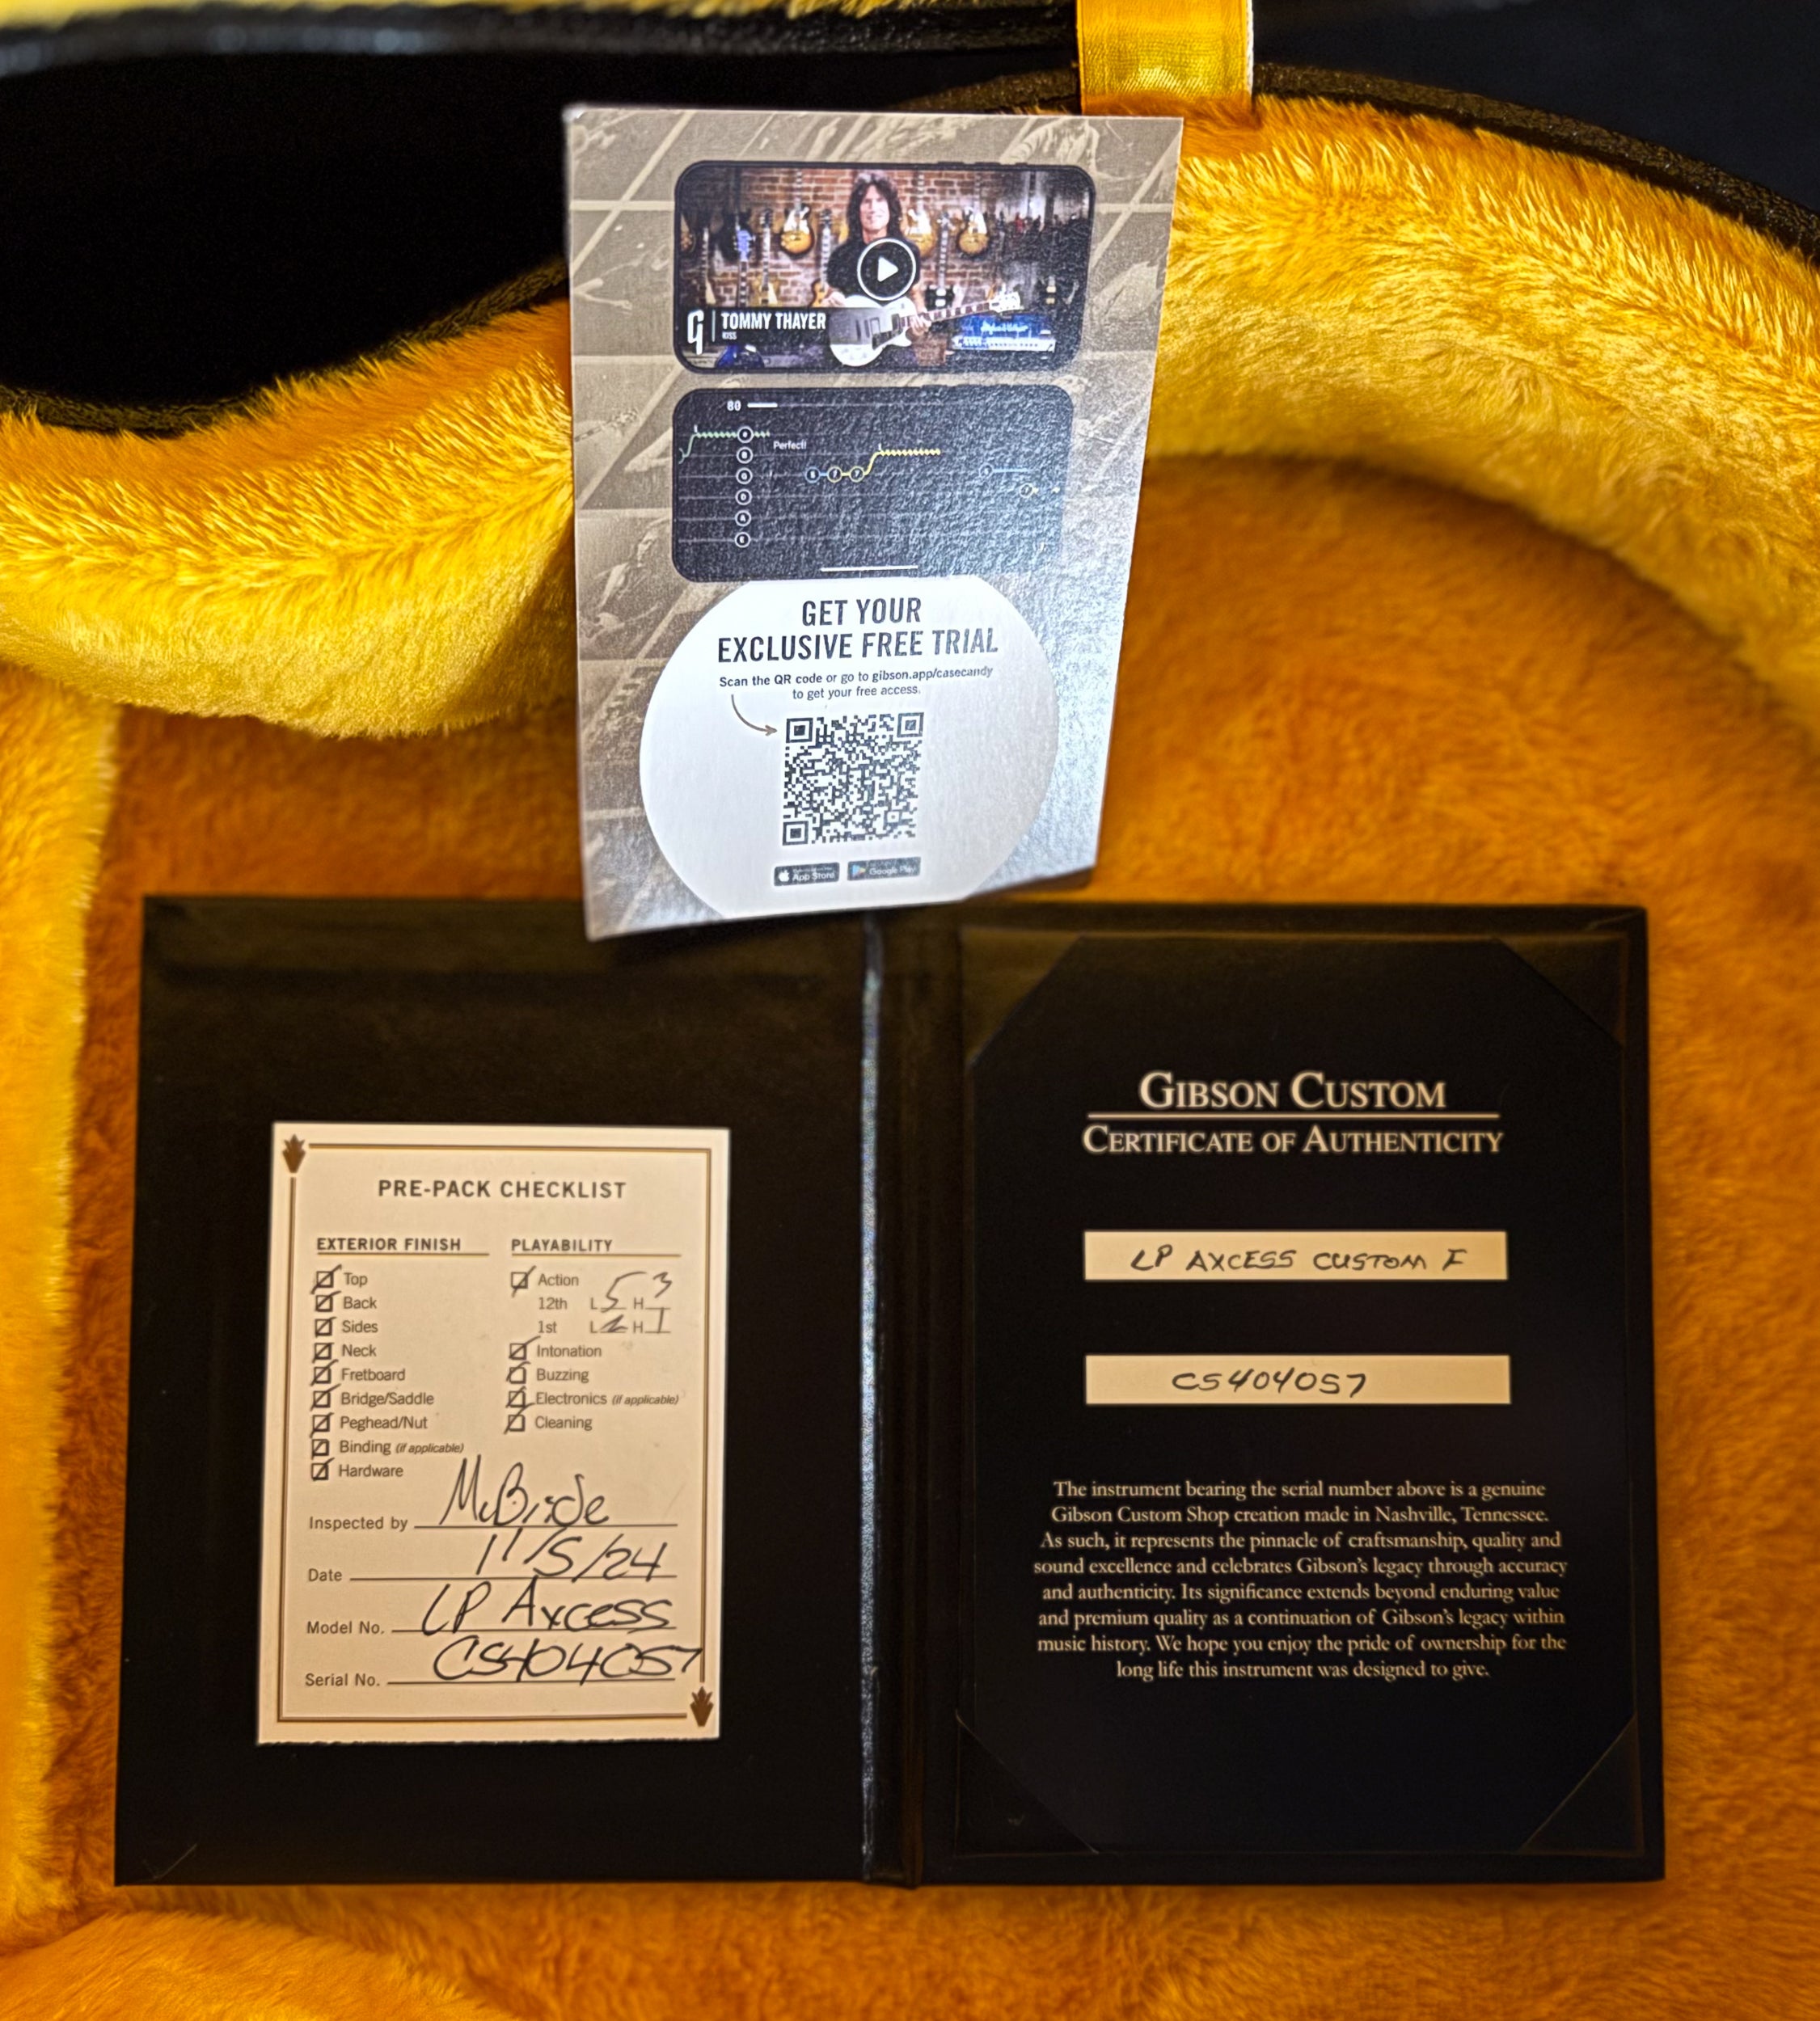 TOMMY THAYER
KISS
80
Perfect!
GET YOUR
EXCLUSIVE FREE TRIAL
Scan the QR code or go to gibson.app/casecandy
to get your free access.
App Store
Google Play
PRE-PACK CHECKLIST
EXTERIOR FINISH
Top
Back
Sides
Neck
Fretboard
Bridge/Saddle
Peghead/Nut
Binding (if applicable)
Hardware
PLAYABILITY
Action
12th L 5 H 3
1st L 2 H 1
Intonation
Buzzing
Electronics (if applicable)
Cleaning
Inspected by McBride
Date 11/5/24
Model No. LP Axcess
Serial No. CS404057
GIBSON CUSTOM
CERTIFICATE OF AUTHENTICITY
LP AXCESS CUSTOM F
CS404057
The instrument bearing the serial number above is a genuine
Gibson Custom Shop creation made in Nashville, Tennessee.
As such, it represents the pinnacle of craftsmanship, quality and
sound excellence and celebrates Gibson's legacy through accuracy
and authenticity. Its significance extends beyond enduring value
and premium quality as a continuation of Gibson's legacy within
music history. We hope you enjoy the pride of ownership for the
long life this instrument was designed to give.